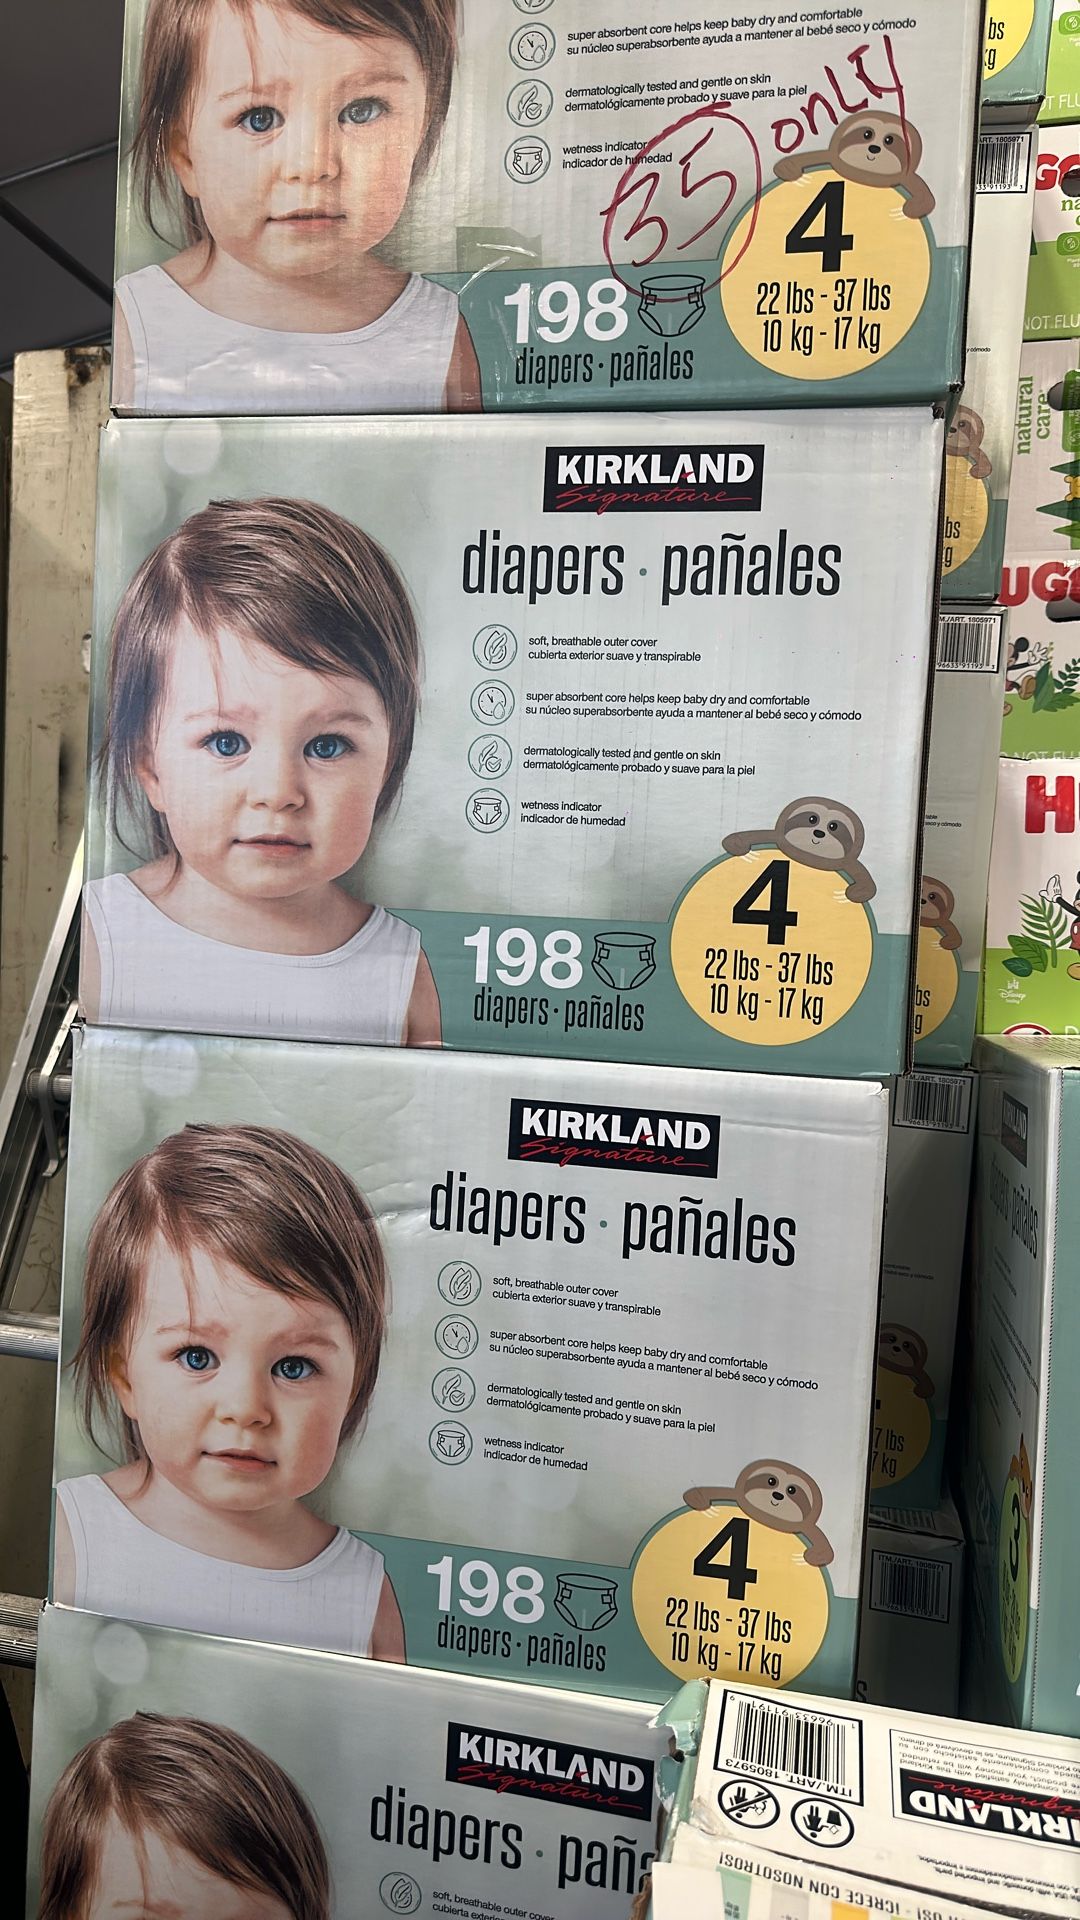 super absorbent core helps keep baby dry and comfortable
su núcleo superabsorbente ayuda a mantener al bebé seco y cómodo
dermatologically tested and gentle on skin
dermatológicamente probado y suave para la piel
wetness indicator
indicador de humedad
35 only
4
22 lbs - 37 lbs
10 kg - 17 kg
198
diapers · pañales
KIRKLAND
Signature
diapers · pañales
soft, breathable outer cover
cubierta exterior suave y transpirable
super absorbent core helps keep baby dry and comfortable
su núcleo superabsorbente ayuda a mantener al bebé seco y cómodo
dermatologically tested and gentle on skin
dermatológicamente probado y suave para la piel
wetness indicator
indicador de humedad
4
22 lbs - 37 lbs
10 kg - 17 kg
198
diapers · pañales
KIRKLAND
Signature
diapers · pañales
soft, breathable outer cover
cubierta exterior suave y transpirable
super absorbent core helps keep baby dry and comfortable
su núcleo superabsorbente ayuda a mantener al bebé seco y cómodo
dermatologically tested and gentle on skin
dermatológicamente probado y suave para la piel
wetness indicator
indicador de humedad
4
22 lbs - 37 lbs
10 kg - 17 kg
198
diapers · pañales
KIRKLAND
Signature
diapers · paña
soft, breathable outer cover
natural
care
ITM./ART. 1805971
ITM./ART. 1805973
KIRKLAND
Signature
¡CRECE CON NOSOTROS!